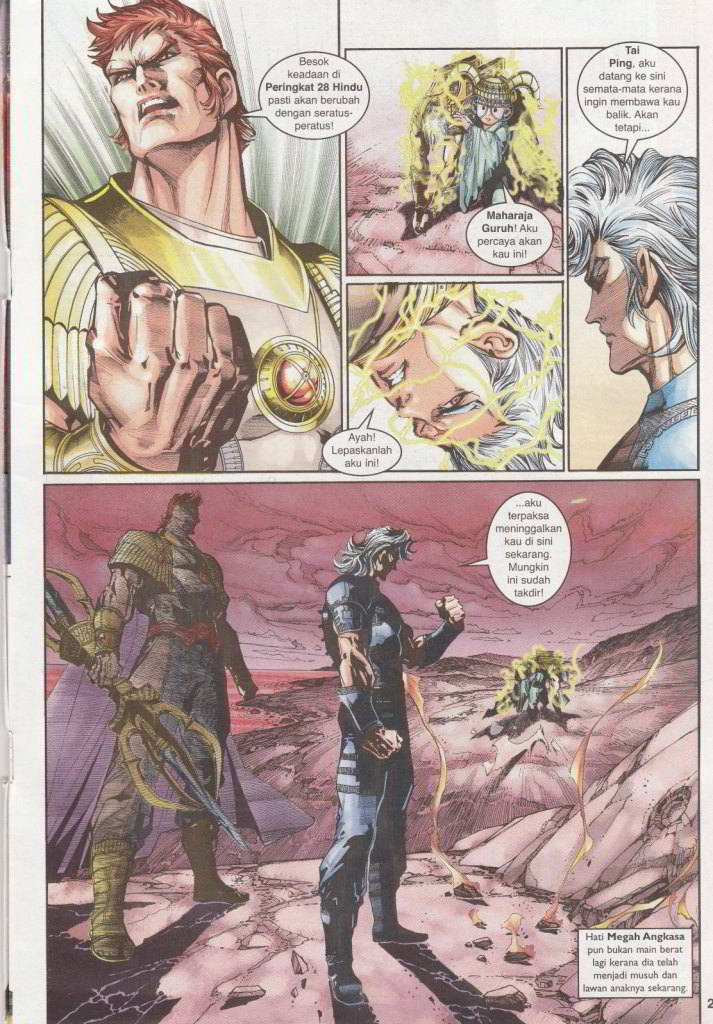 Besok
keadaan di
Peringkat 28 Hindu
pasti akan berubah
dengan seratus-
peratus!
Maharaja
Guruh! Aku
percaya akan
kau ini!
Ayah!
Lepaskanlah
aku ini!
Tai
Ping, aku
datang ke sini
semata-mata kerana
ingin membawa kau
balik. Akan
tetapi...
...aku
terpaksa
meninggalkan
kau di sini
sekarang.
Mungkin
ini sudah
takdir!
Hati Megah Angkasa
pun bukan main berat
lagi kerana dia telah
menjadi musuh dan
lawan anaknya sekarang.